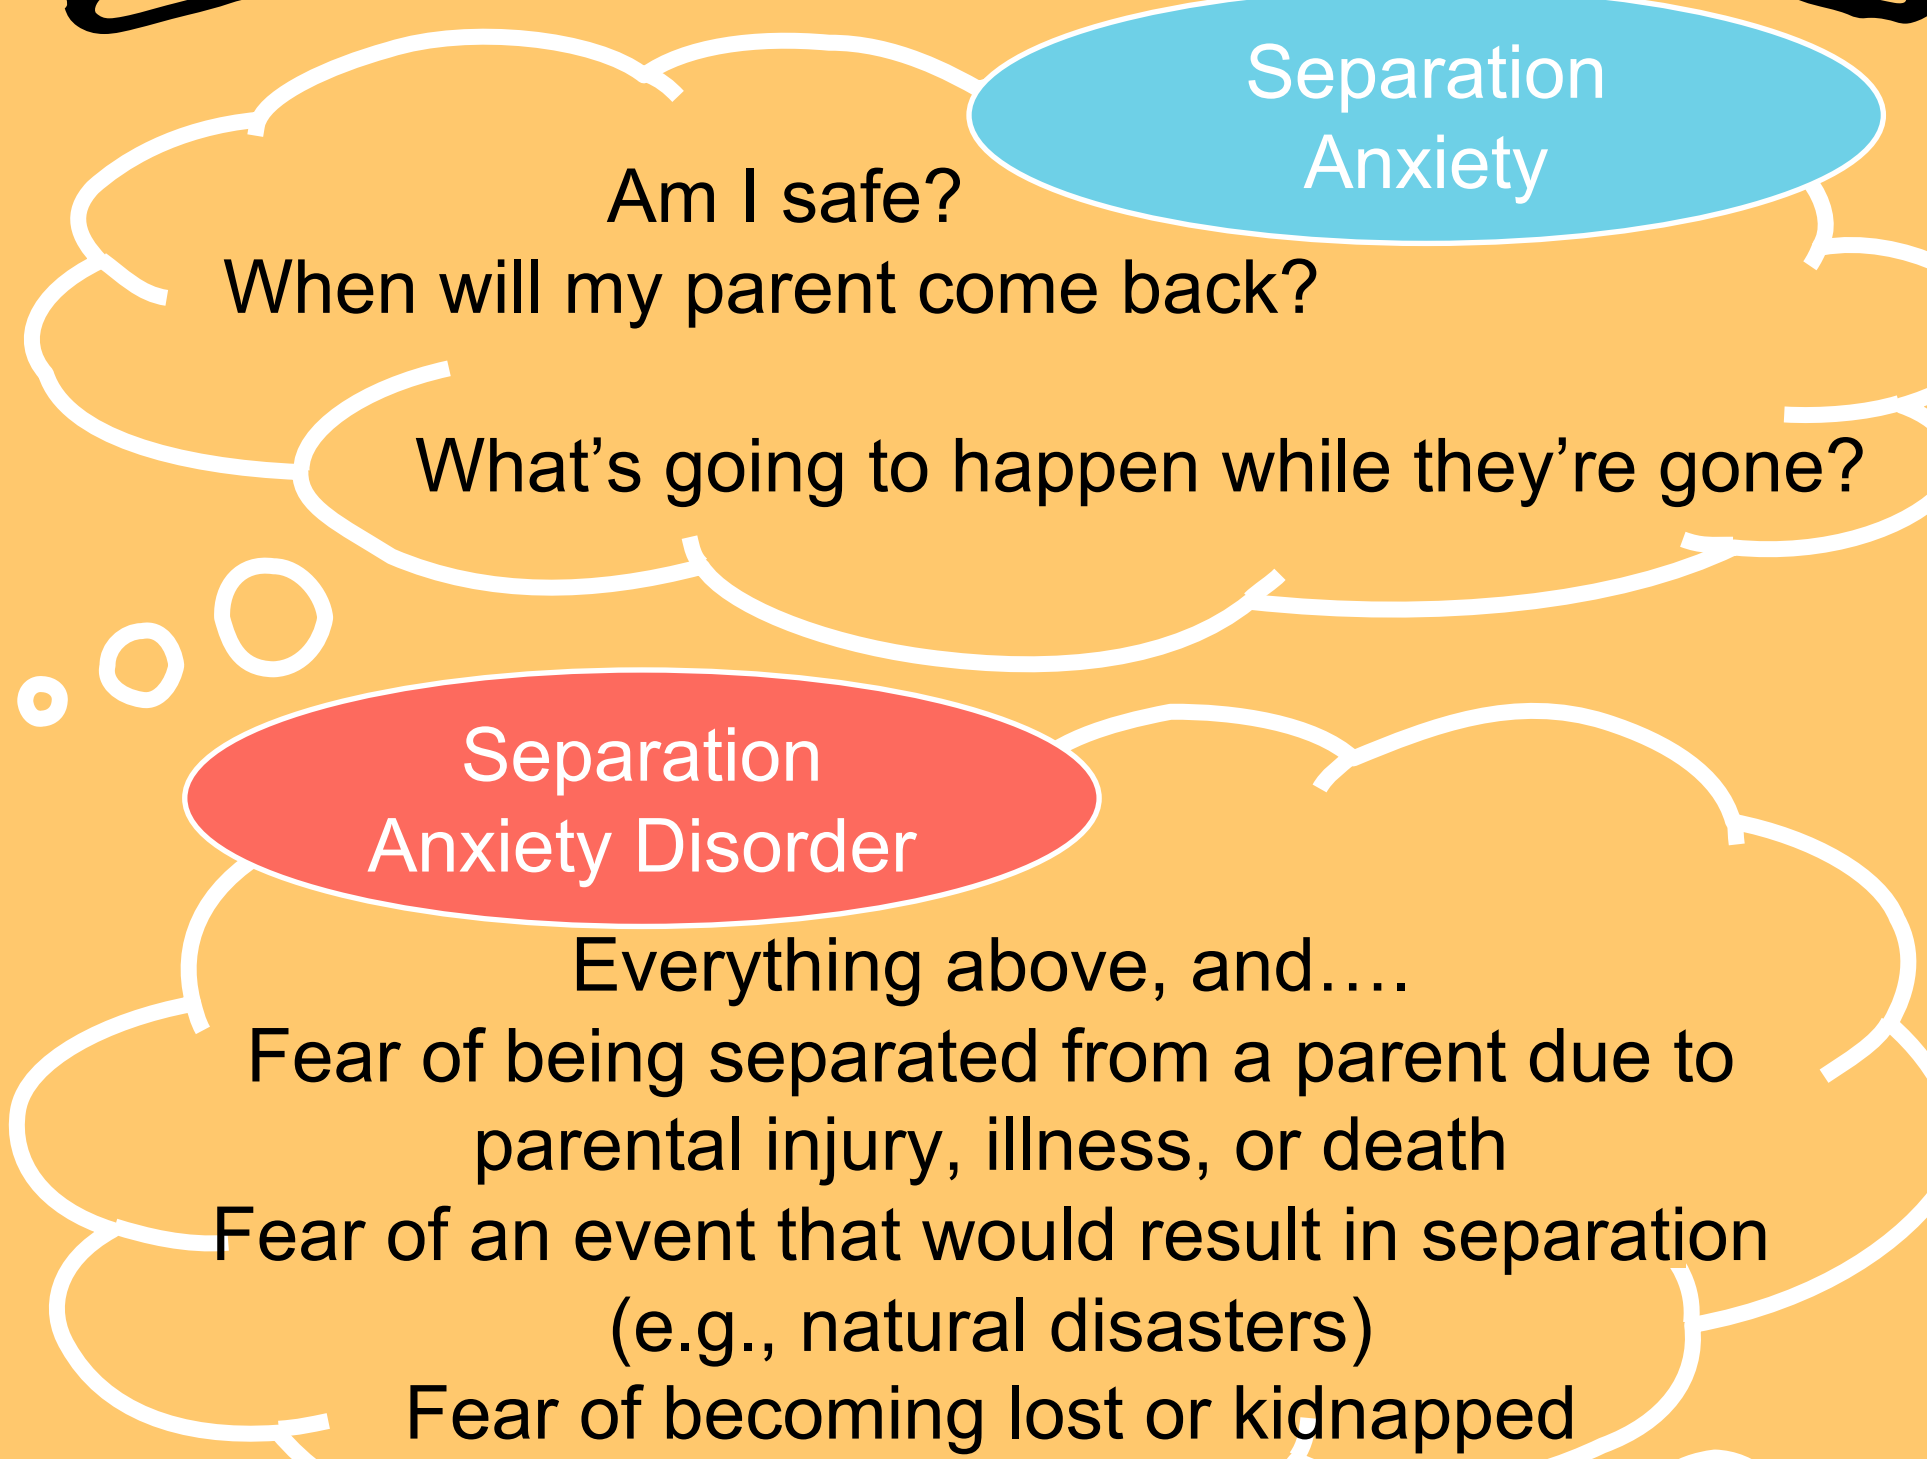 Separation
Anxiety
Am I safe?
When will my parent come back?
What’s going to happen while they’re gone?
Separation
Anxiety Disorder
Everything above, and….
Fear of being separated from a parent due to
parental injury, illness, or death
Fear of an event that would result in separation
(e.g., natural disasters)
Fear of becoming lost or kidnapped